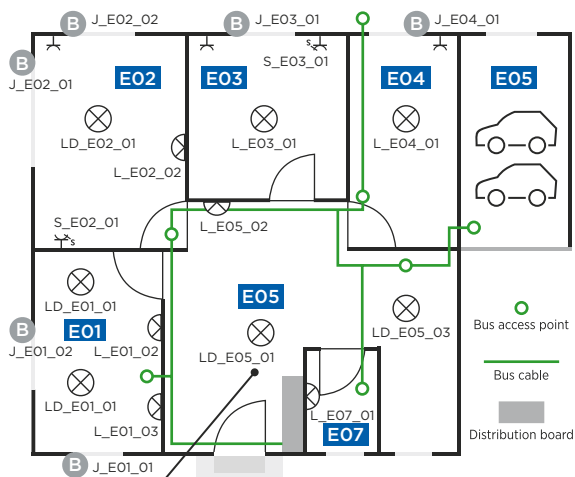 B J_E02_02
B J_E03_01
B J_E04_01
B
J_E02_01
S_E03_01
s
E02
E03
E04
E05
LD_E02_01
L_E03_01
L_E04_01
L_E02_02
S_E02_01
s
L_E05_02
LD_E01_01
E05
E01
B
J_E01_02
L_E01_02
LD_E05_01
LD_E05_03
Bus access point
Bus cable
LD_E01_01
L_E01_03
L_E07_01
E07
Distribution board
B J_E01_01